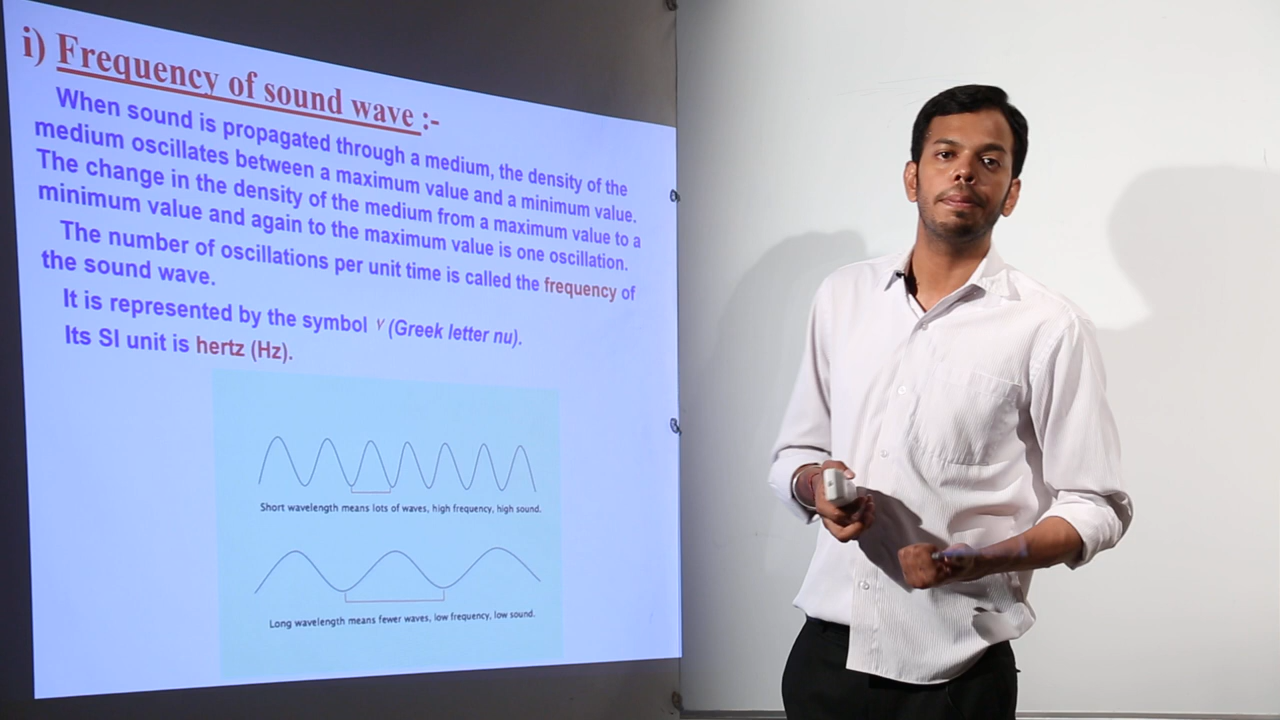 i) Frequency of sound wave :-
When sound is propagated through a medium, the density of the
medium oscillates between a maximum value and a minimum value.
The change in the density of the medium from a maximum value to a
minimum value and again to the maximum value is one oscillation.
The number of oscillations per unit time is called the frequency of
the sound wave.
It is represented by the symbol ν (Greek letter nu).
Its SI unit is hertz (Hz).
Short wavelength means lots of waves, high frequency, high sound.
Long wavelength means fewer waves, low frequency, low sound.